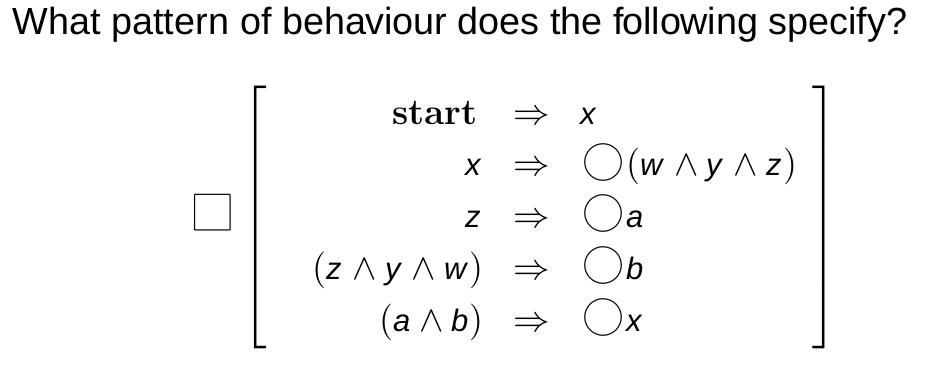 What pattern of behaviour does the following specify?
start ⇒ x
x ⇒ ◯(w ∧ y ∧ z)
□ z ⇒ ◯a
(z ∧ y ∧ w) ⇒ ◯b
(a ∧ b) ⇒ ◯x